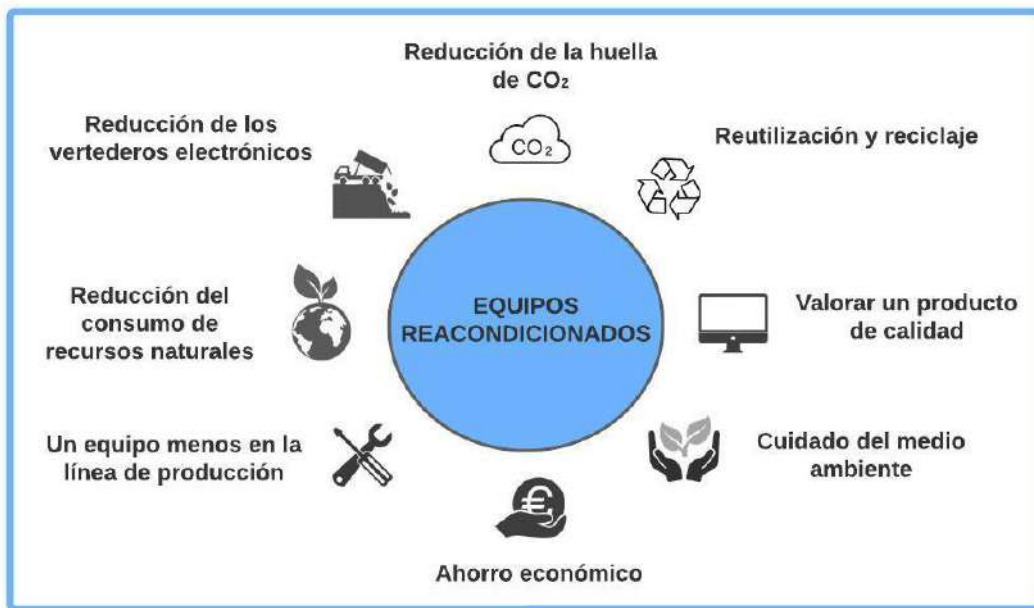 Reducción de la huella
de CO₂
CO₂
Reducción de los
vertederos electrónicos
Reutilización y reciclaje
EQUIPOS
REACONDICIONADOS
Reducción del
consumo de
recursos naturales
Valorar un producto
de calidad
Un equipo menos en la
línea de producción
Cuidado del medio
ambiente
€
Ahorro económico